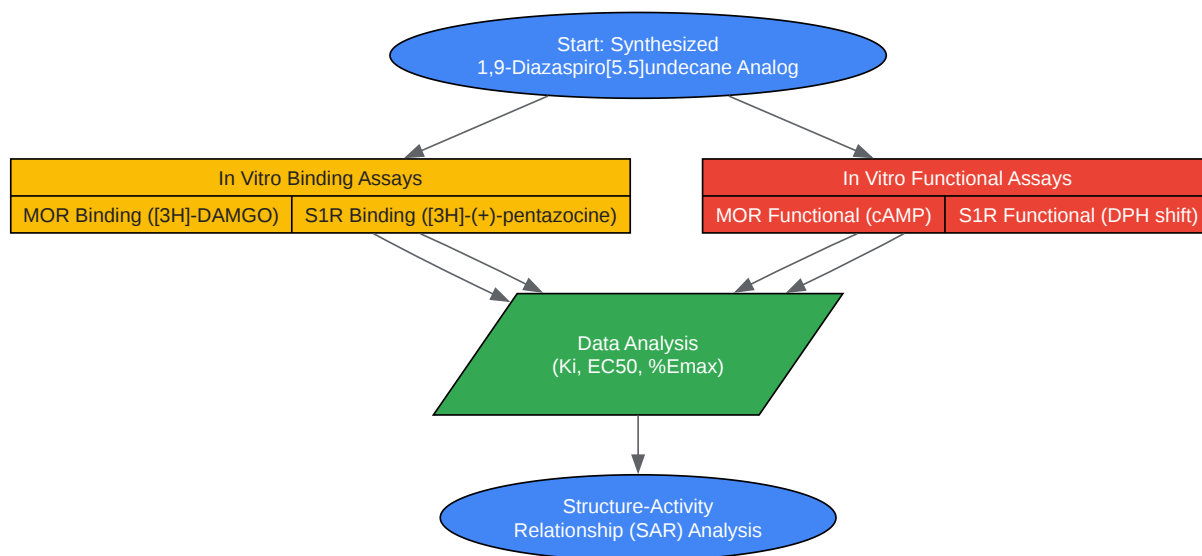 Start: Synthesized
1,9-Diazaspiro[5.5]undecane Analog
In Vitro Binding Assays
MOR Binding ([3H]-DAMGO)
S1R Binding ([3H]-(+)-pentazocine)
In Vitro Functional Assays
MOR Functional (cAMP)
S1R Functional (DPH shift)
Data Analysis
(Ki, EC50, %Emax)
Structure-Activity
Relationship (SAR) Analysis